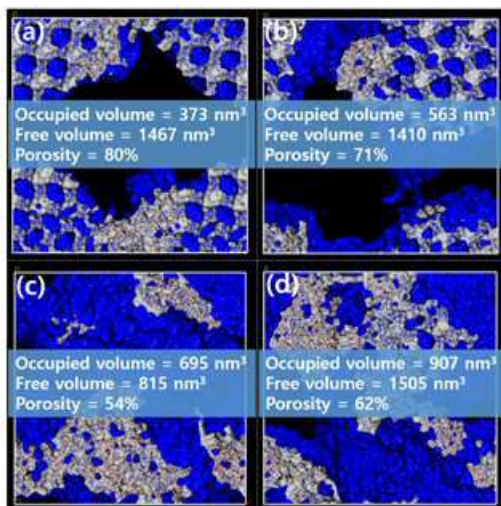 (a)
Occupied volume = 373 nm³
Free volume = 1467 nm³
Porosity = 80%
(b)
Occupied volume = 563 nm³
Free volume = 1410 nm³
Porosity = 71%
(c)
Occupied volume = 695 nm³
Free volume = 815 nm³
Porosity = 54%
(d)
Occupied volume = 907 nm³
Free volume = 1505 nm³
Porosity = 62%